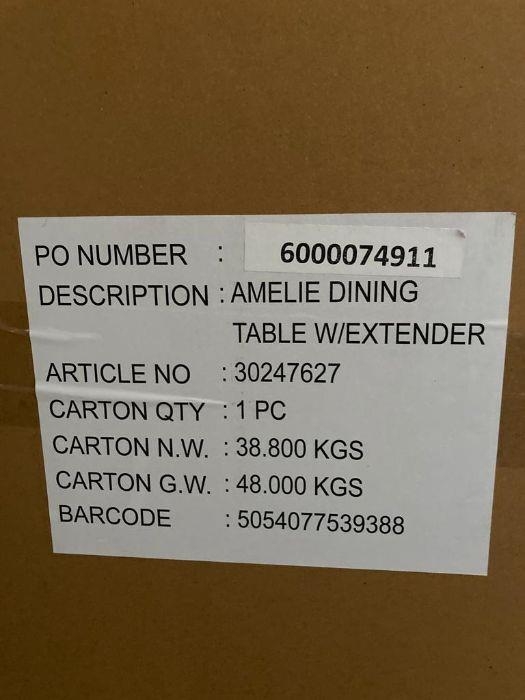 PO NUMBER : 6000074911
DESCRIPTION : AMELIE DINING
TABLE W/EXTENDER
ARTICLE NO : 30247627
CARTON QTY : 1 PC
CARTON N.W. : 38.800 KGS
CARTON G.W. : 48.000 KGS
BARCODE : 5054077539388